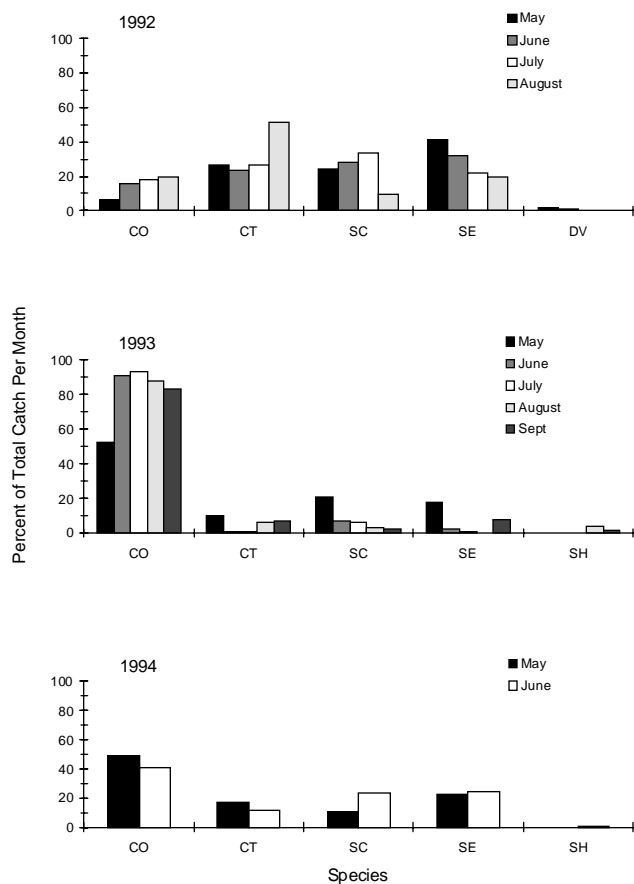 1992
May
June
July
August
100
80
60
40
20
0
CO CT SC SE DV
Percent of Total Catch Per Month
1993
May
June
July
August
Sept
100
80
60
40
20
0
CO CT SC SE SH
1994
May
June
100
80
60
40
20
0
CO CT SC SE SH
Species